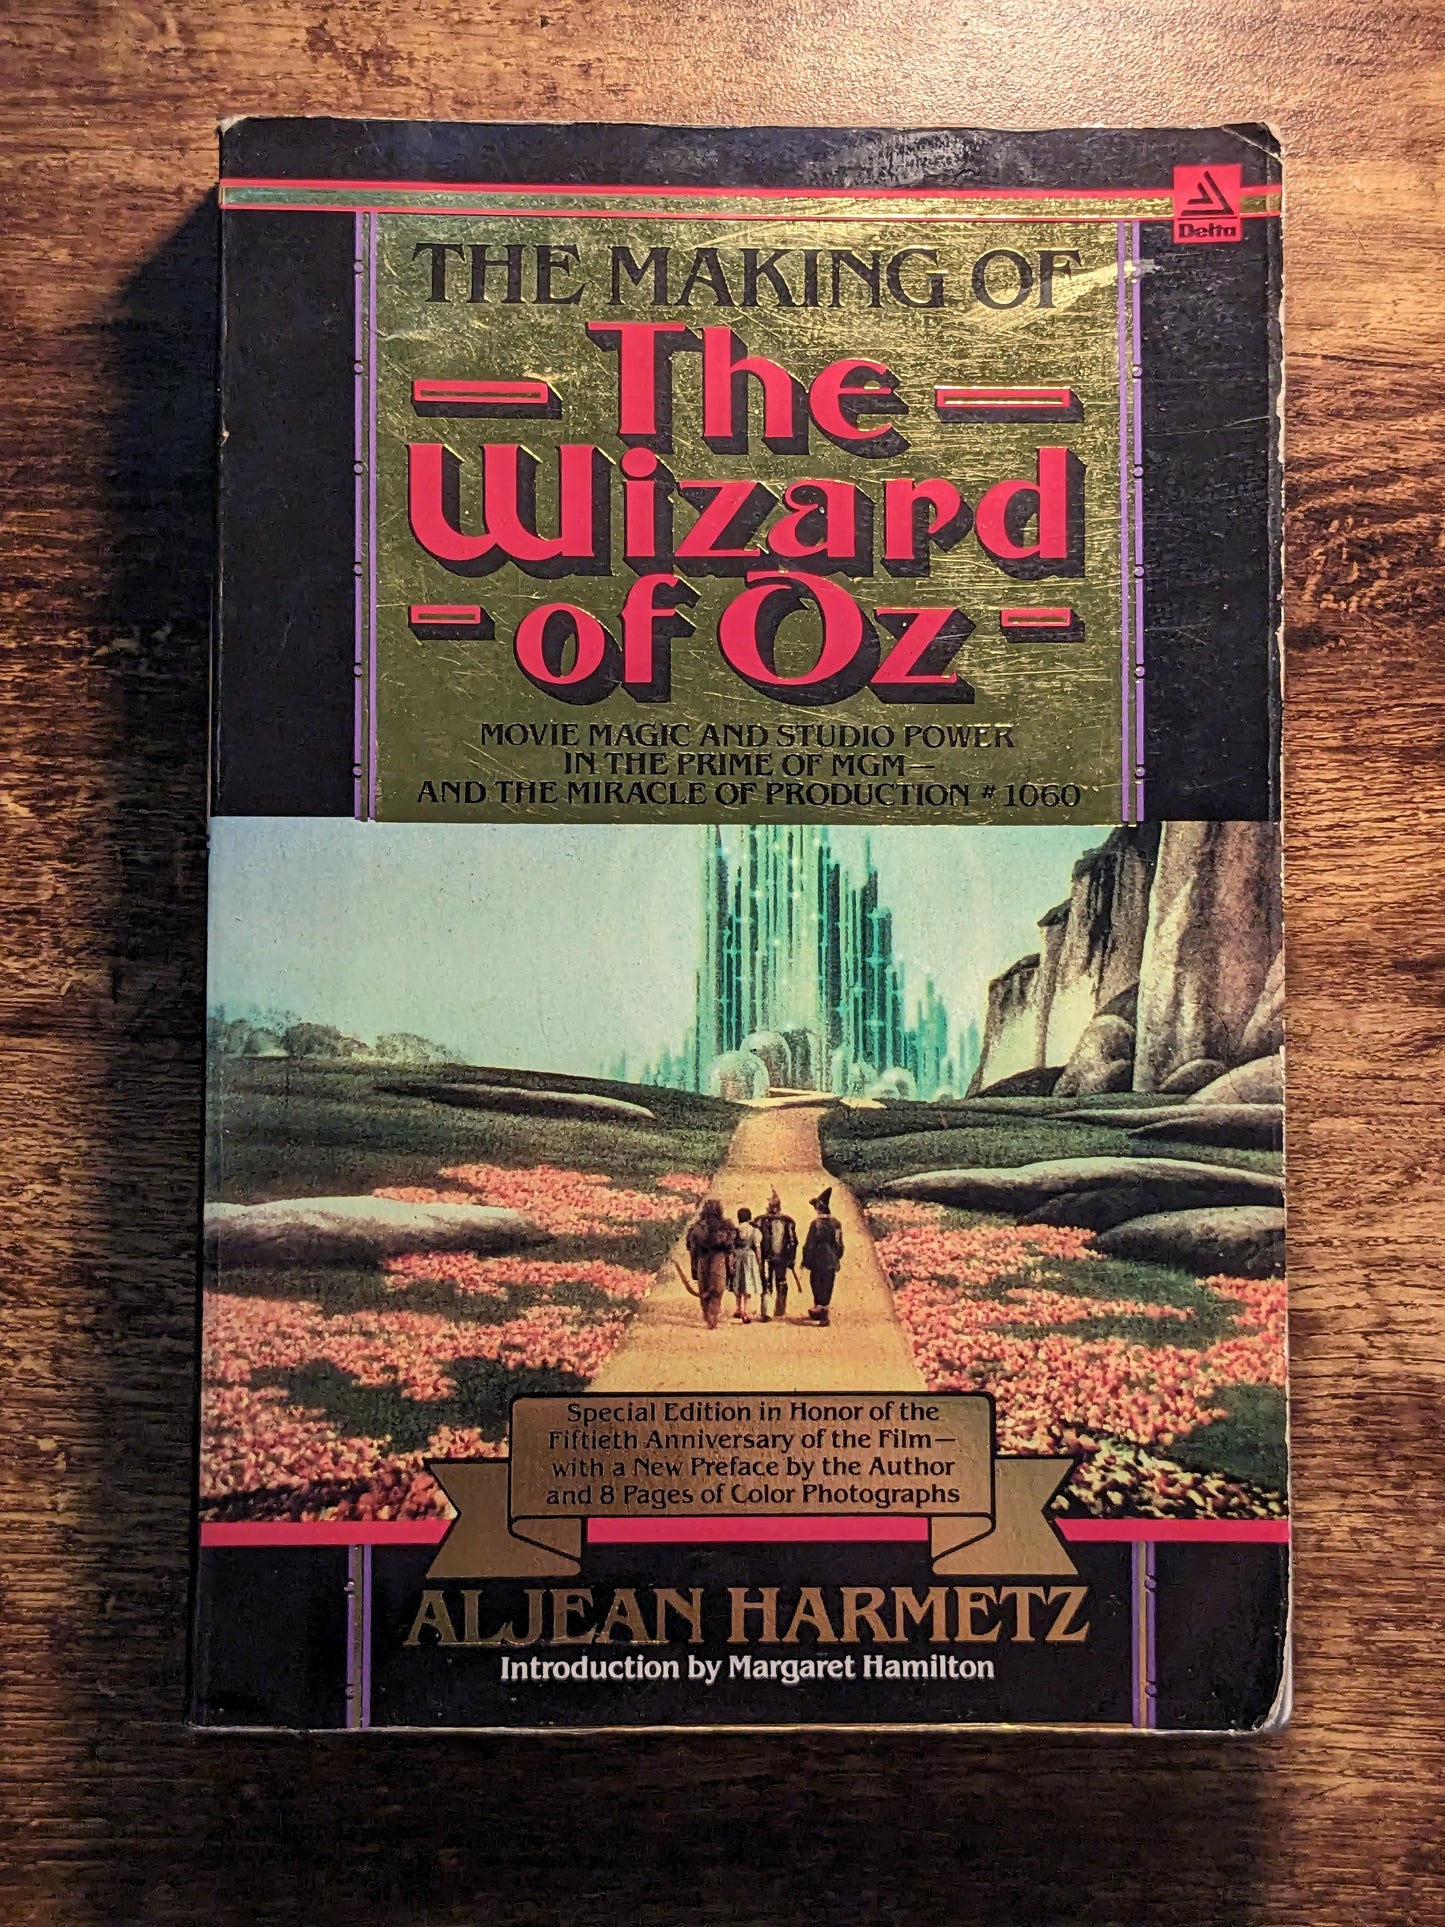 Delta
THE MAKING OF
The
Wizard
of Oz
MOVIE MAGIC AND STUDIO POWER
IN THE PRIME OF MGM—
AND THE MIRACLE OF PRODUCTION #1060
Special Edition in Honor of the
Fiftieth Anniversary of the Film—
with a New Preface by the Author
and 8 Pages of Color Photographs
ALJEAN HARMETZ
Introduction by Margaret Hamilton